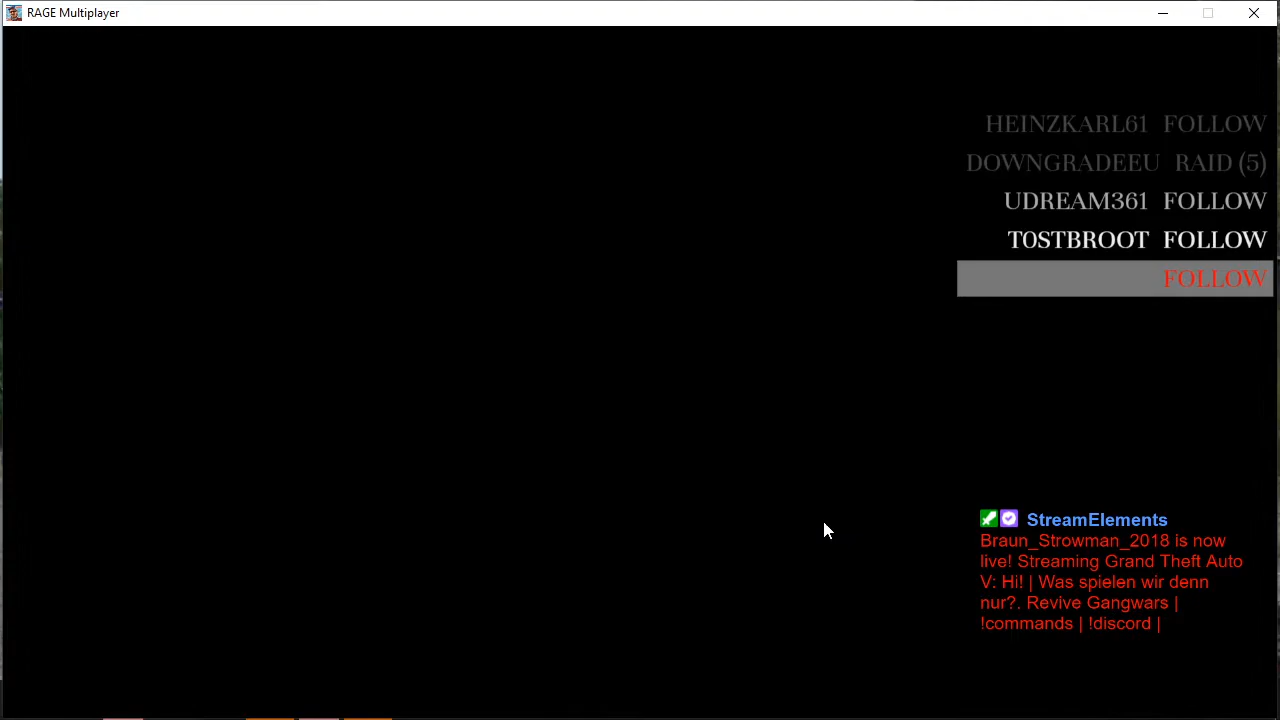 RAGE Multiplayer
HEINZKARL61 FOLLOW
DOWNGRADEEU RAID (5)
UDREAM361 FOLLOW
T0STBROOT FOLLOW
FOLLOW
StreamElements
Braun_Strowman_2018 is now
live! Streaming Grand Theft Auto
V: Hi! | Was spielen wir denn
nur?. Revive Gangwars |
!commands | !discord |